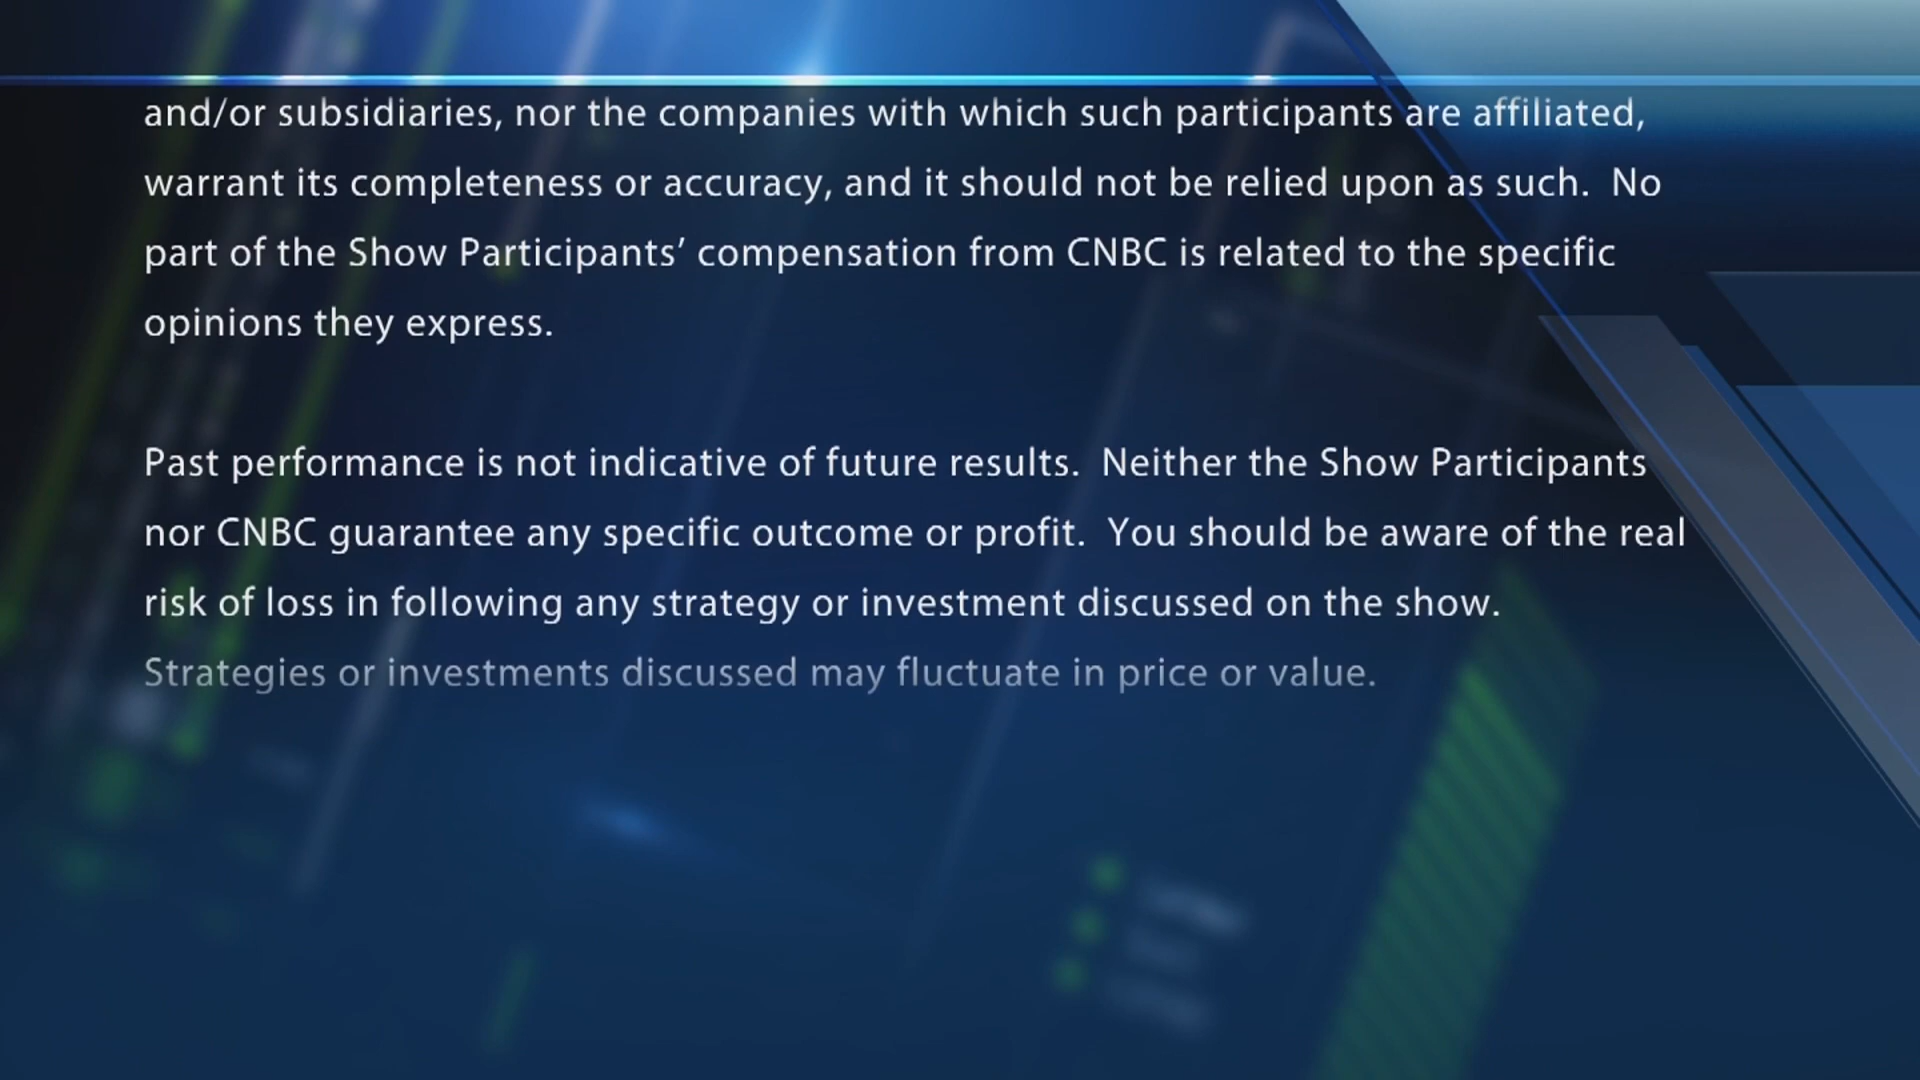 and/or subsidiaries, nor the companies with which such participants are affiliated,
warrant its completeness or accuracy, and it should not be relied upon as such.  No
part of the Show Participants’ compensation from CNBC is related to the specific
opinions they express.
Past performance is not indicative of future results.  Neither the Show Participants
nor CNBC guarantee any specific outcome or profit.  You should be aware of the real
risk of loss in following any strategy or investment discussed on the show.
Strategies or investments discussed may fluctuate in price or value.